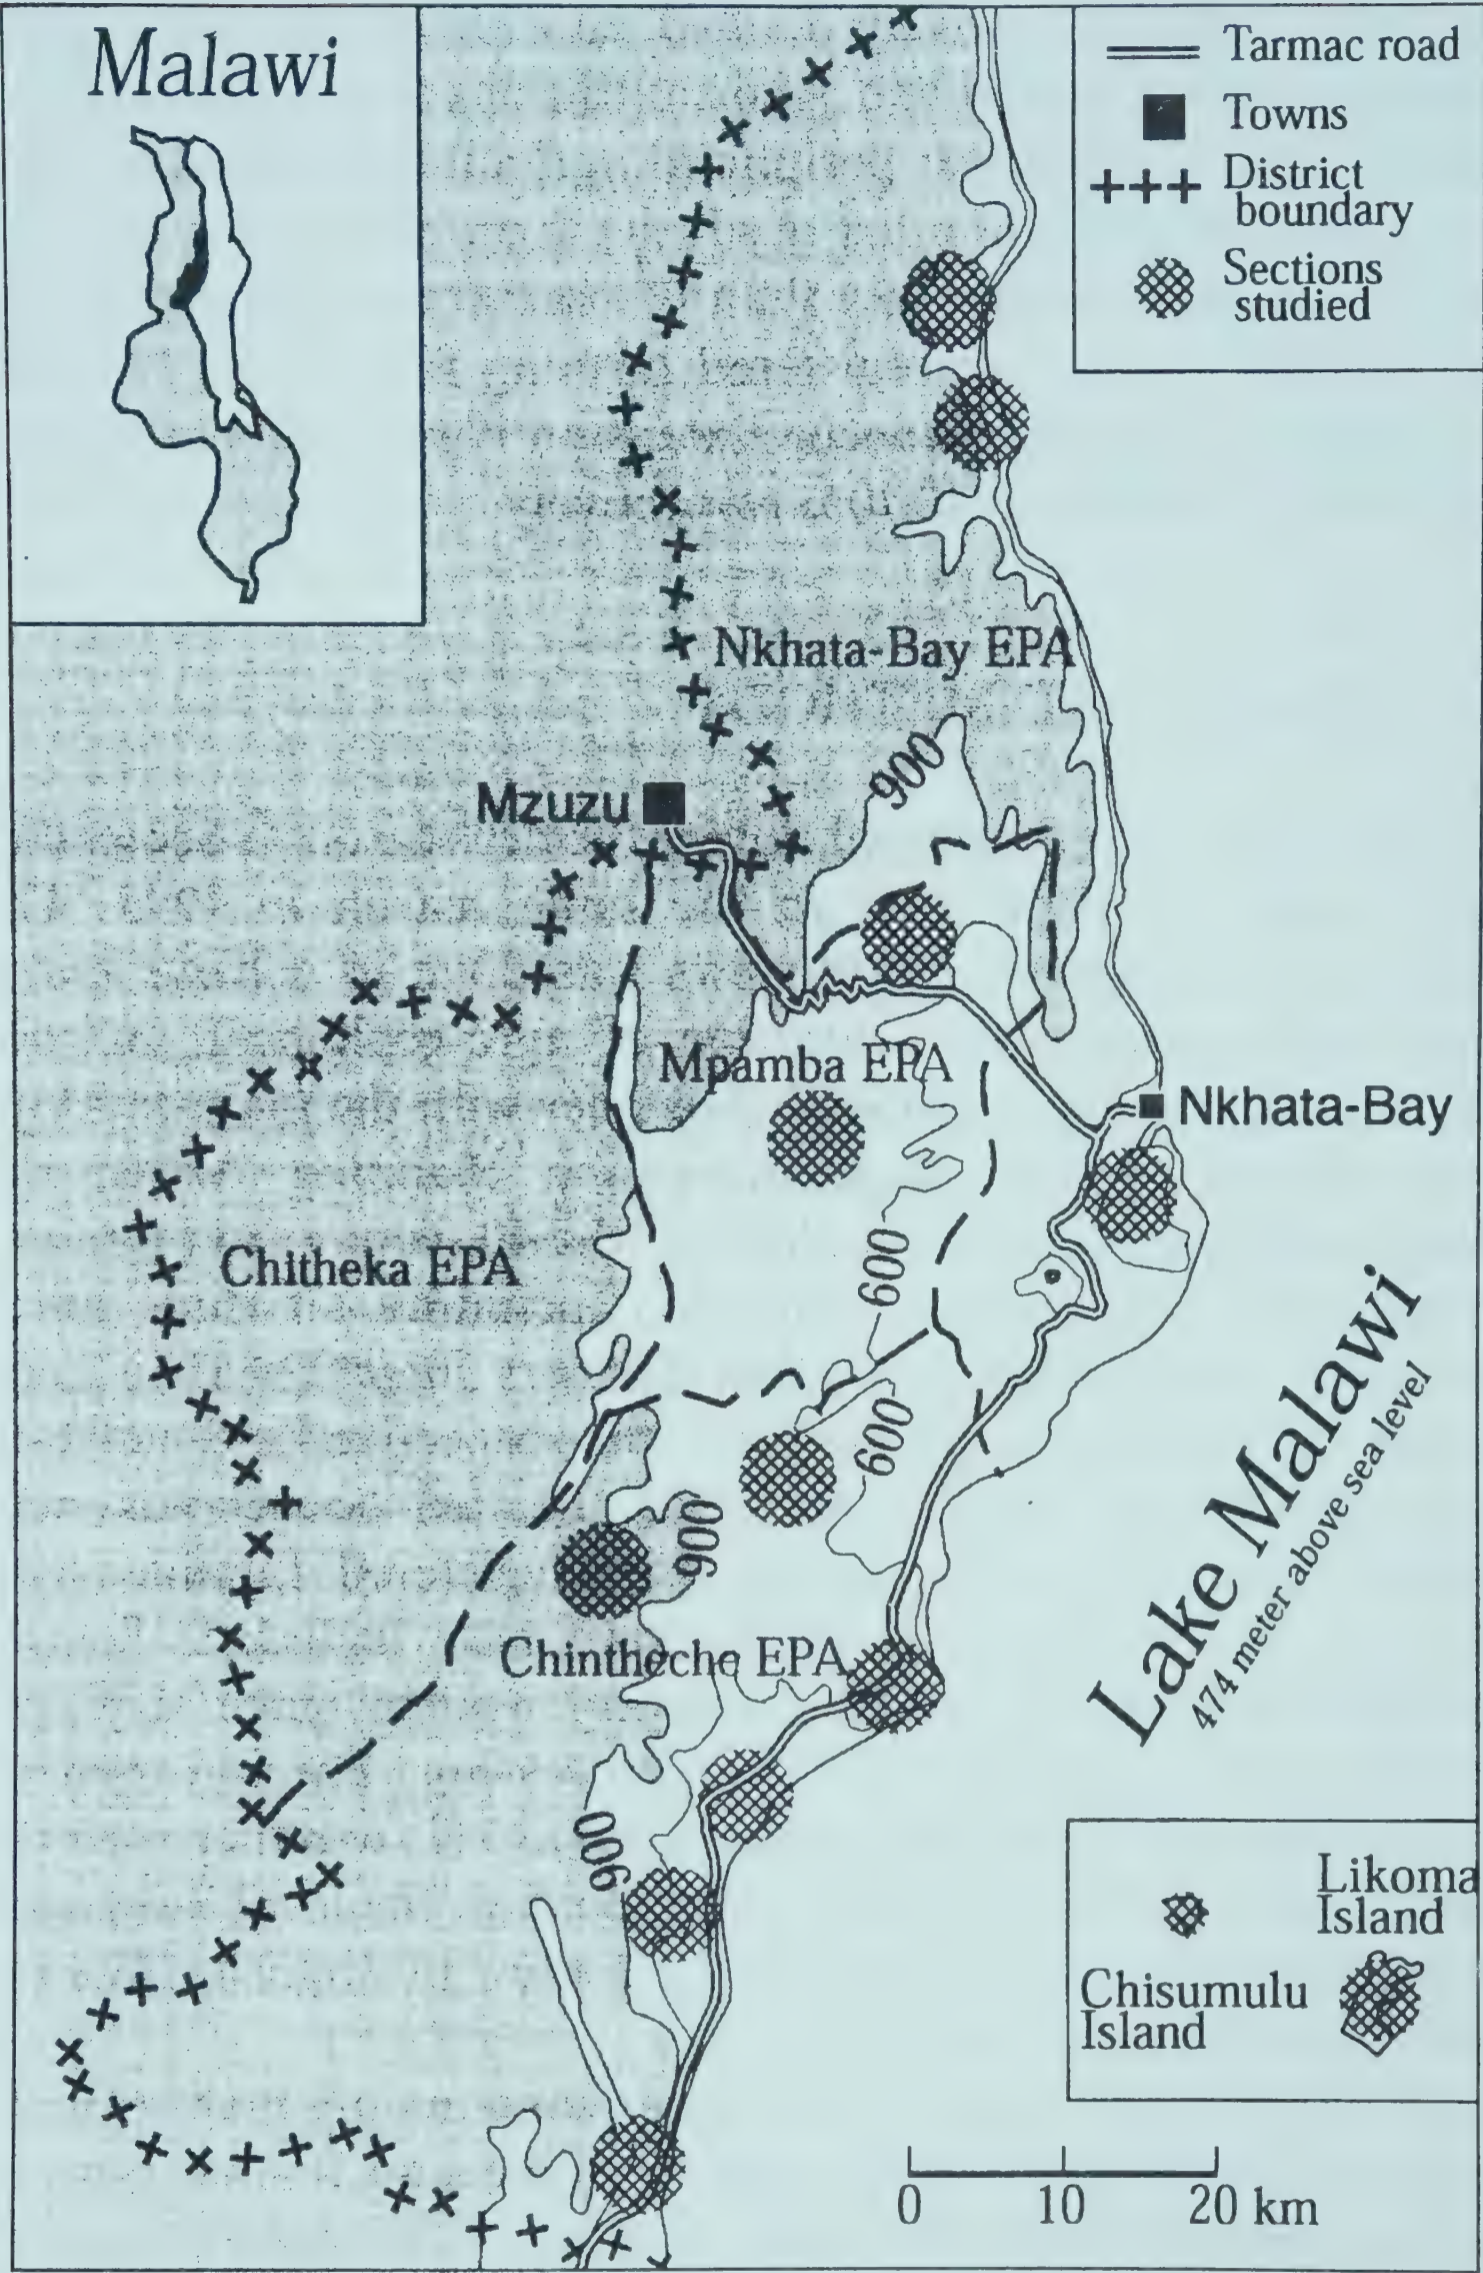 Malawi
Tarmac road
Towns
+++ District
boundary
Sections
studied
Nkhata-Bay EPA
900
Mzuzu
Mpamba EPA
Nkhata-Bay
Chitheka EPA
600
600
900
Lake Malawi
474 meter above sea level
Chintheche EPA
900
Likoma
Island
Chisumulu
Island
0 10 20 km